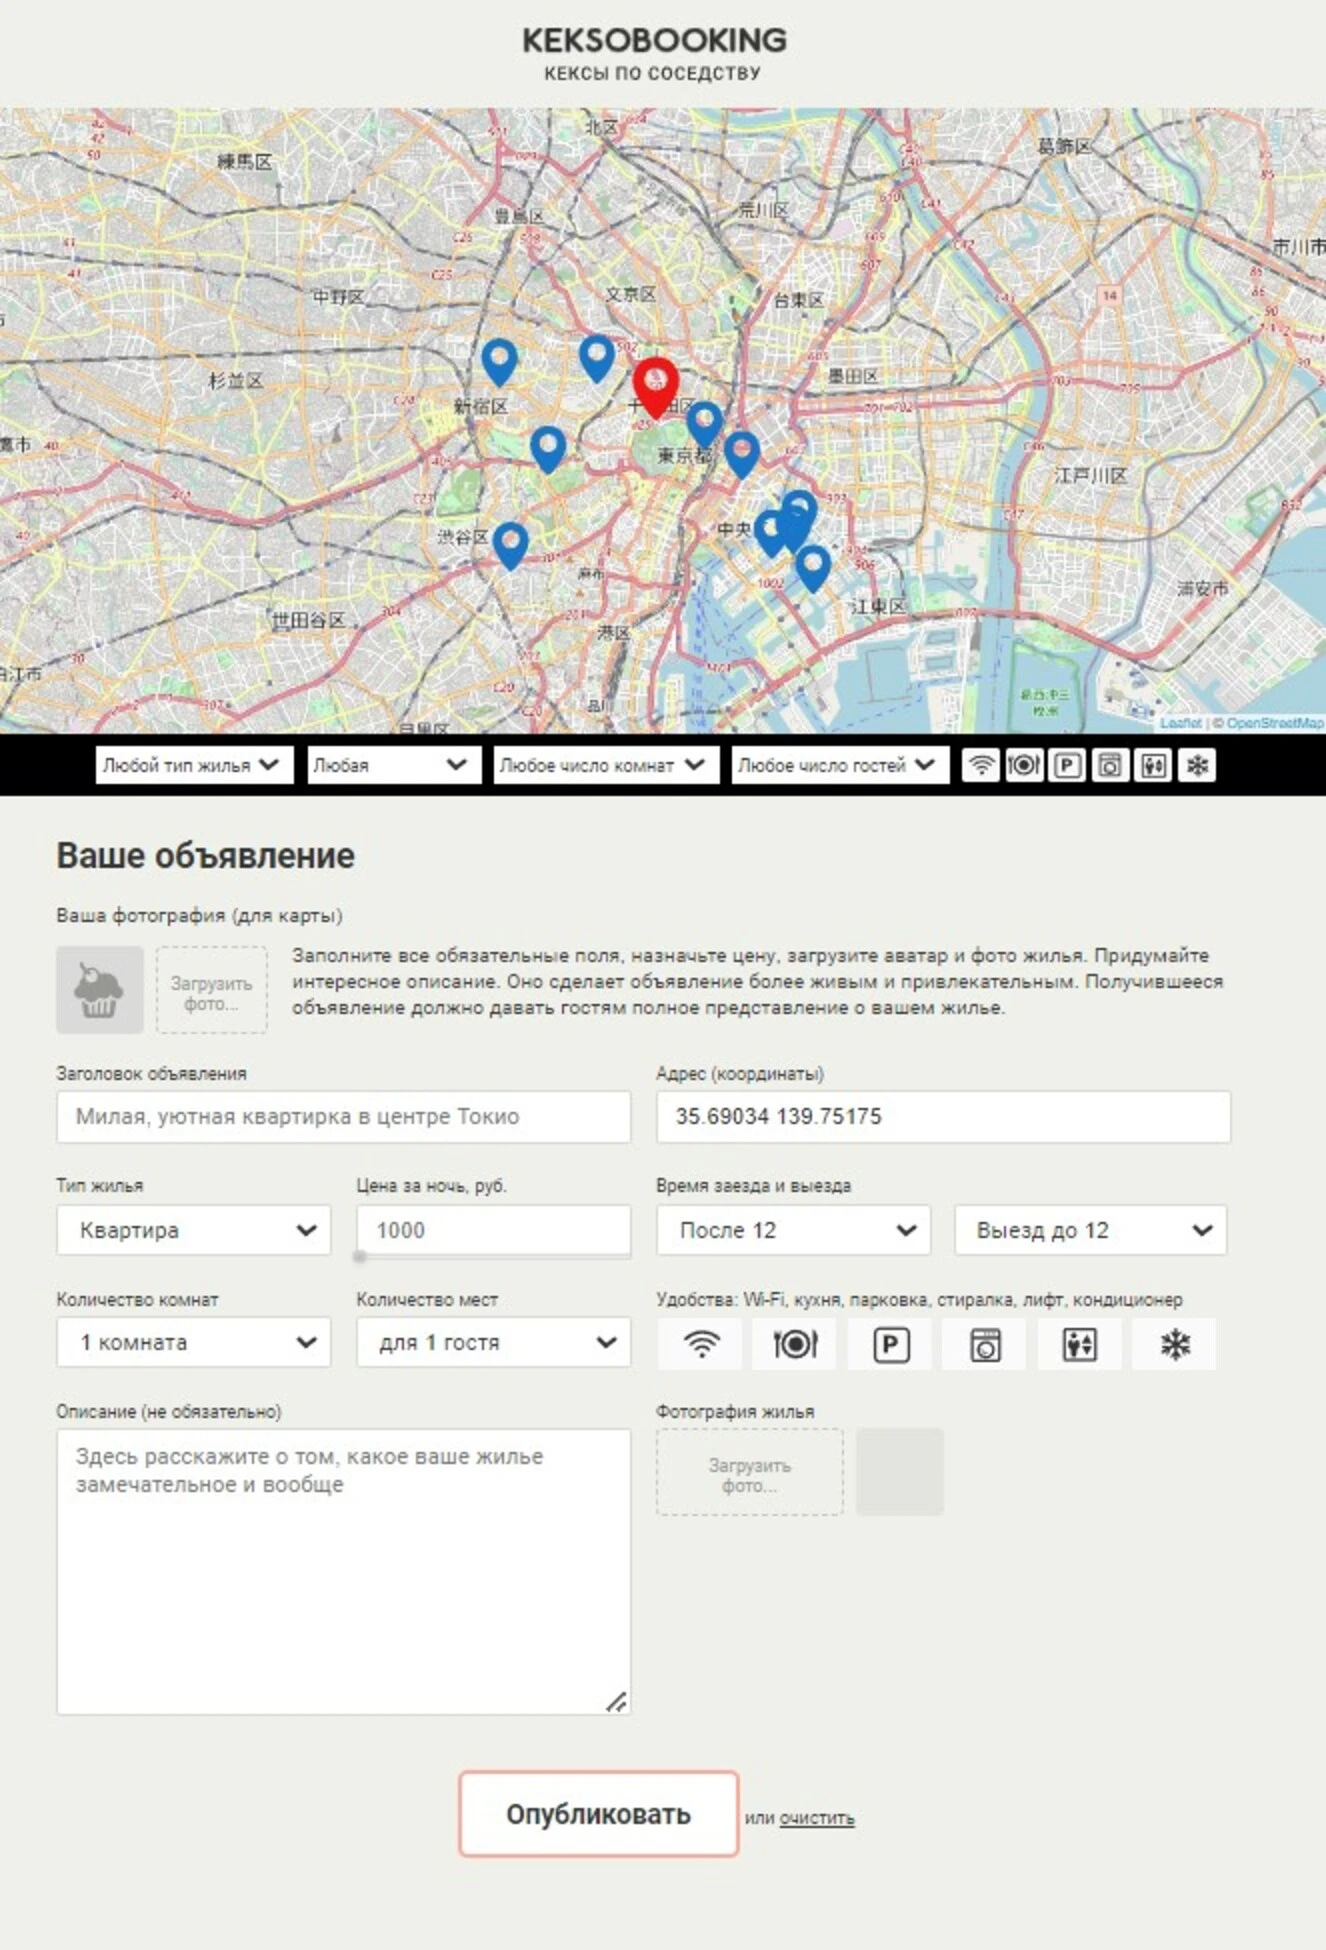 KEKSOBOOKING
КЕКСЫ ПО СОСЕДСТВУ
北区
葛飾区
練馬区
豊島区
荒川区
市川市
中野区
文京区
台東区
14
杉並区
墨田区
新宿区
東京都
江戸川区
中央
渋谷区
麻布
1002
浦安市
江東区
世田谷区
港区
品川
Leaflet | © OpenStreetMap
Любой тип жилья
Любая
Любое число комнат
Любое число гостей
P
Ваше объявление
Ваша фотография (для карты)
Загрузить
фото...
Заполните все обязательные поля, назначьте цену, загрузите аватар и фото жилья. Придумайте
интересное описание. Оно сделает объявление более живым и привлекательным. Получившееся
объявление должно давать гостям полное представление о вашем жилье.
Заголовок объявления
Адрес (координаты)
Милая, уютная квартирка в центре Токио
35.69034 139.75175
Тип жилья
Цена за ночь, руб.
Время заезда и выезда
Квартира
1000
После 12
Выезд до 12
Количество комнат
Количество мест
Удобства: Wi-Fi, кухня, парковка, стиралка, лифт, кондиционер
1 комната
для 1 гостя
P
Описание (не обязательно)
Фотография жилья
Здесь расскажите о том, какое ваше жилье
замечательное и вообще
Загрузить
фото...
Опубликовать
или очистить